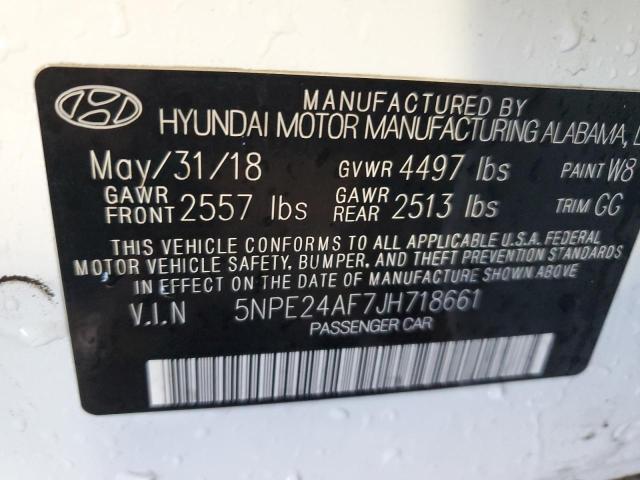 MANUFACTURED BY
HYUNDAI MOTOR MANUFACTURING ALABAMA,
May/31/18 GVWR 4497 lbs PAINT W8
GAWR FRONT 2557 lbs GAWR REAR 2513 lbs TRIM GG
THIS VEHICLE CONFORMS TO ALL APPLICABLE U.S.A. FEDERAL
MOTOR VEHICLE SAFETY, BUMPER, AND THEFT PREVENTION STANDARDS
IN EFFECT ON THE DATE OF MANUFACTURE SHOWN ABOVE
V.I.N 5NPE24AF7JH718661
PASSENGER CAR